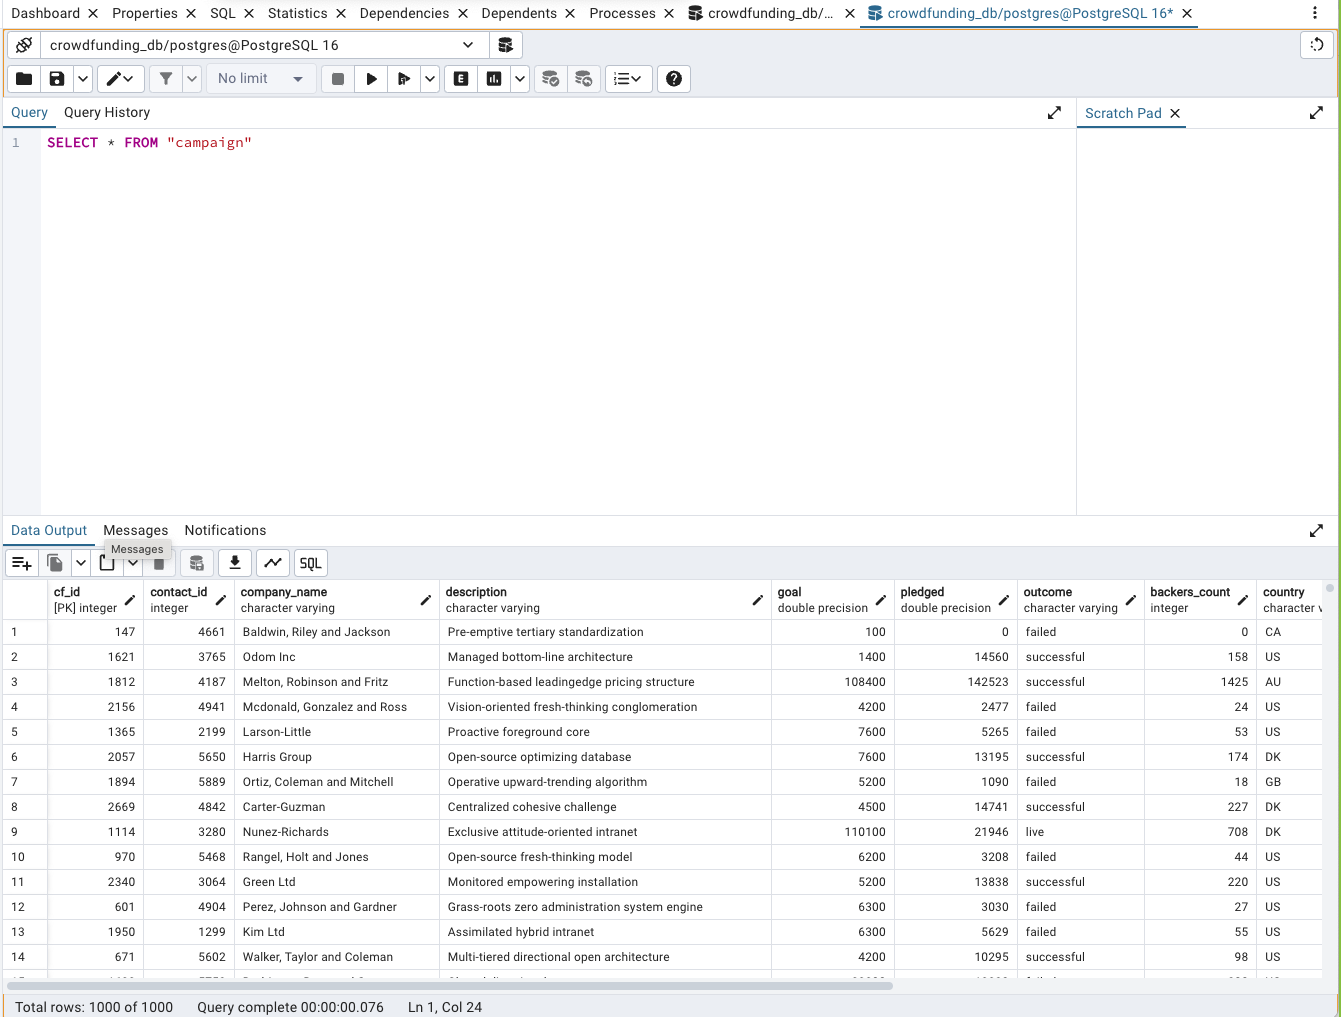 Dashboard Properties SQL Statistics Dependencies Dependents Processes crowdfunding_db/... crowdfunding_db/postgres@PostgreSQL 16*
crowdfunding_db/postgres@PostgreSQL 16
No limit E
Query Query History Scratch Pad
1 SELECT * FROM "campaign"
Data Output Messages Notifications
Messages
SQL
cf_id contact_id company_name description goal pledged outcome backers_count country
[PK] integer integer character varying character varying double precision double precision character varying integer character v
1 147 4661 Baldwin, Riley and Jackson Pre-emptive tertiary standardization 100 0 failed 0 CA
2 1621 3765 Odom Inc Managed bottom-line architecture 1400 14560 successful 158 US
3 1812 4187 Melton, Robinson and Fritz Function-based leadingedge pricing structure 108400 142523 successful 1425 AU
4 2156 4941 Mcdonald, Gonzalez and Ross Vision-oriented fresh-thinking conglomeration 4200 2477 failed 24 US
5 1365 2199 Larson-Little Proactive foreground core 7600 5265 failed 53 US
6 2057 5650 Harris Group Open-source optimizing database 7600 13195 successful 174 DK
7 1894 5889 Ortiz, Coleman and Mitchell Operative upward-trending algorithm 5200 1090 failed 18 GB
8 2669 4842 Carter-Guzman Centralized cohesive challenge 4500 14741 successful 227 DK
9 1114 3280 Nunez-Richards Exclusive attitude-oriented intranet 110100 21946 live 708 DK
10 970 5468 Rangel, Holt and Jones Open-source fresh-thinking model 6200 3208 failed 44 US
11 2340 3064 Green Ltd Monitored empowering installation 5200 13838 successful 220 US
12 601 4904 Perez, Johnson and Gardner Grass-roots zero administration system engine 6300 3030 failed 27 US
13 1950 1299 Kim Ltd Assimilated hybrid intranet 6300 5629 failed 55 US
14 671 5602 Walker, Taylor and Coleman Multi-tiered directional open architecture 4200 10295 successful 98 US
Total rows: 1000 of 1000 Query complete 00:00:00.076 Ln 1, Col 24